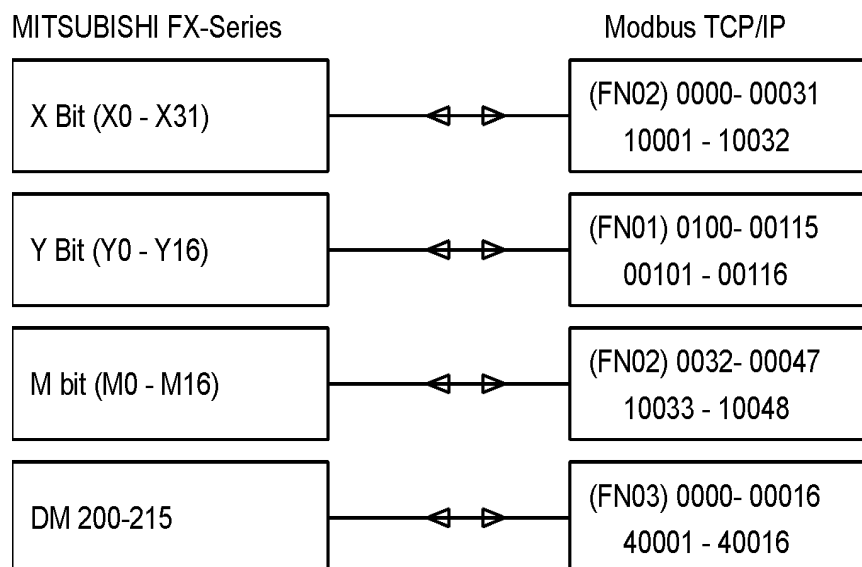 MITSUBISHI FX-Series
Modbus TCP/IP
X Bit (X0 - X31)
(FN02) 0000- 00031
10001 - 10032
Y Bit (Y0 - Y16)
(FN01) 0100- 00115
00101 - 00116
M bit (M0 - M16)
(FN02) 0032- 00047
10033 - 10048
DM 200-215
(FN03) 0000- 00016
40001 - 40016